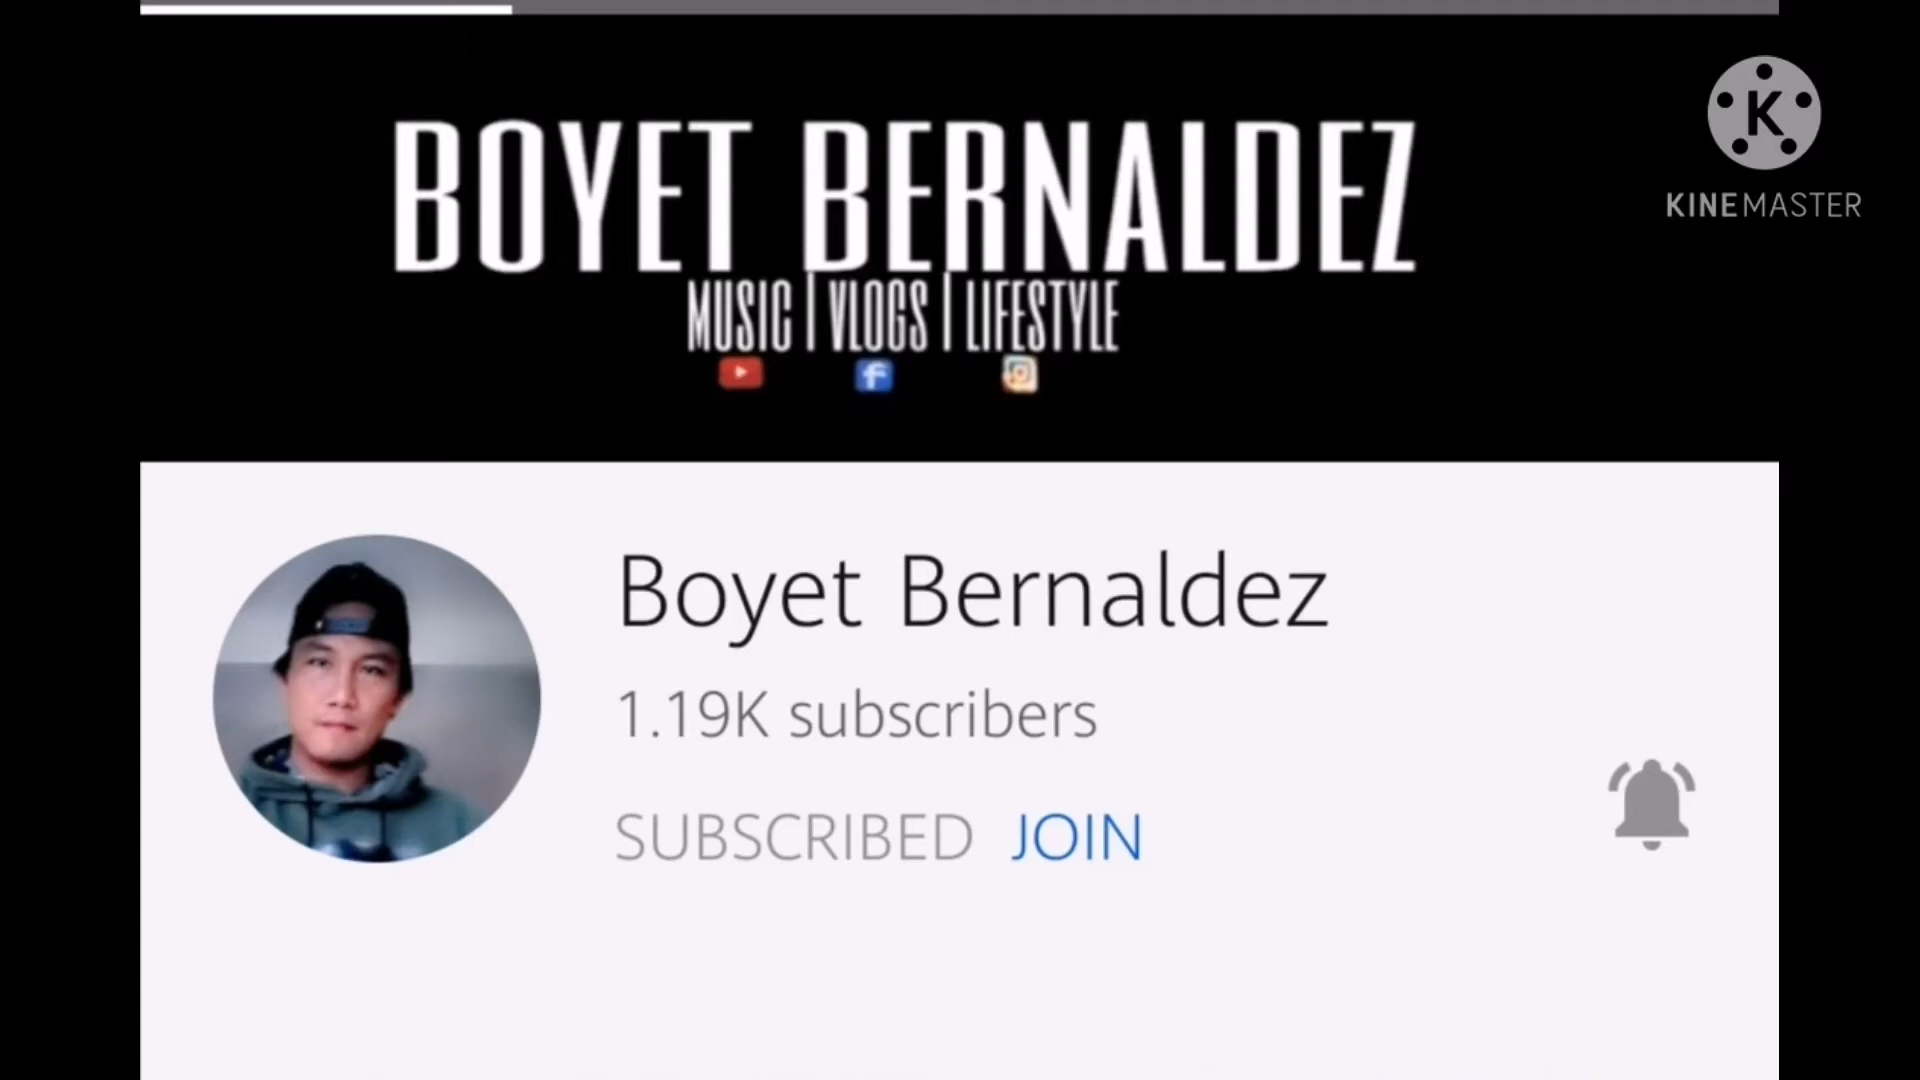 BOYET BERNALDEZ
MUSIC | VLOGS | LIFESTYLE
K
KINEMASTER
Boyet Bernaldez
1.19K subscribers
SUBSCRIBED JOIN